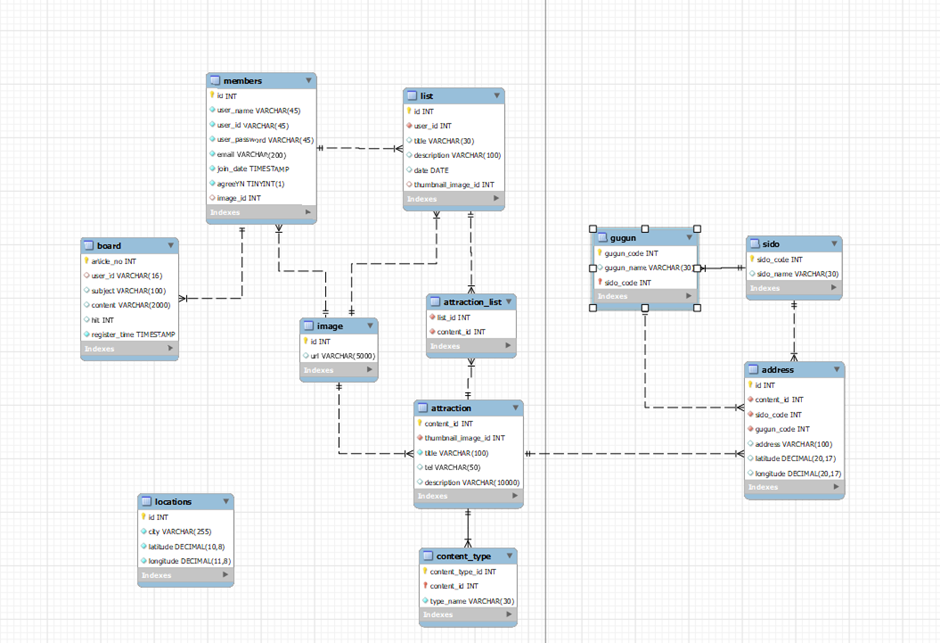 members
id INT
user_name VARCHAR(45)
user_id VARCHAR(45)
user_password VARCHAR(45)
email VARCHAR(200)
join_date TIMESTAMP
agreeYN TINYINT(1)
image_id INT
Indexes
list
id INT
user_id INT
title VARCHAR(30)
description VARCHAR(100)
date DATE
thumbnail_image_id INT
Indexes
board
article_no INT
user_id VARCHAR(16)
subject VARCHAR(100)
content VARCHAR(2000)
hit INT
register_time TIMESTAMP
Indexes
gugun
gugun_code INT
gugun_name VARCHAR(30
sido_code INT
Indexes
sido
sido_code INT
sido_name VARCHAR(30)
Indexes
image
id INT
url VARCHAR(5000)
Indexes
attraction_list
list_id INT
content_id INT
Indexes
address
id INT
content_id INT
sido_code INT
gugun_code INT
address VARCHAR(100)
latitude DECIMAL(20,17)
longitude DECIMAL(20,17)
Indexes
attraction
content_id INT
thumbnail_image_id INT
title VARCHAR(100)
tel VARCHAR(50)
description VARCHAR(10000)
Indexes
locations
id INT
city VARCHAR(255)
latitude DECIMAL(10,8)
longitude DECIMAL(11,8)
Indexes
content_type
content_type_id INT
content_id INT
type_name VARCHAR(30)
Indexes